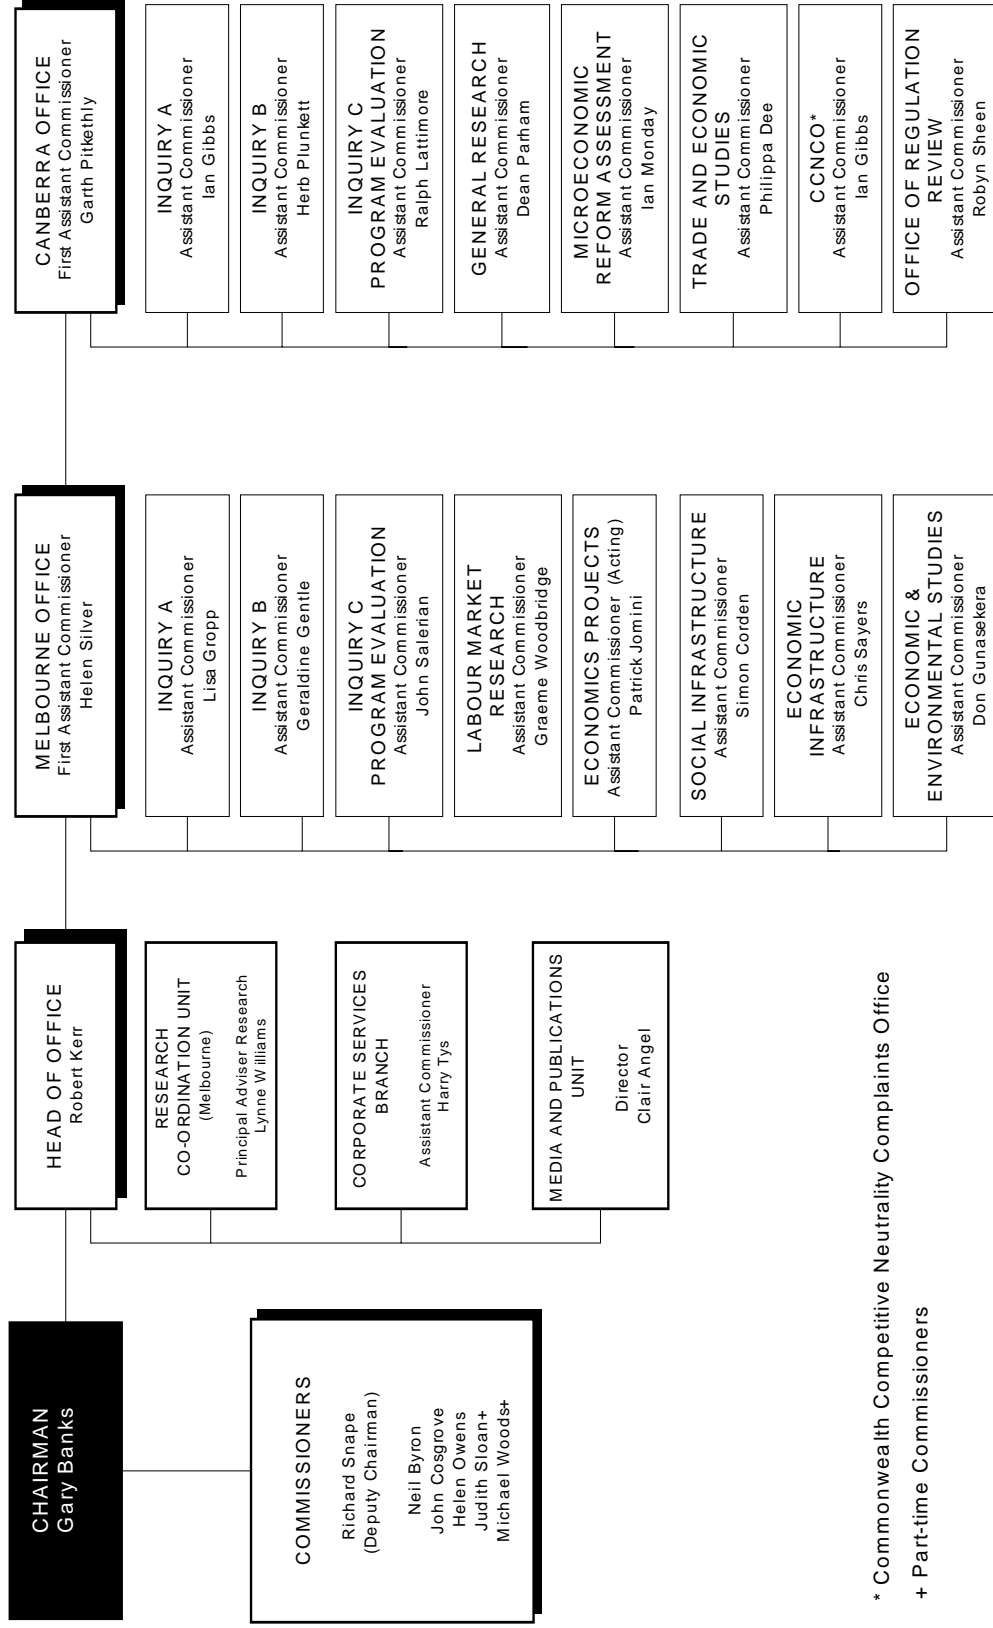 CHAIRMAN
Gary Banks
COMMISSIONERS
Richard Snape
(Deputy Chairman)
Neil Byron
John Cosgrove
Helen Owens
Judith Sloan+
Michael Woods+
HEAD OF OFFICE
Robert Kerr
RESEARCH
CO-ORDINATION UNIT
(Melbourne)
Principal Adviser Research
Lynne Williams
CORPORATE SERVICES
BRANCH
Assistant Commissioner
Harry Tys
MEDIA AND PUBLICATIONS
UNIT
Director
Clair Angel
MELBOURNE OFFICE
First Assistant Commissioner
Helen Silver
INQUIRY A
Assistant Commissioner
Lisa Gropp
INQUIRY B
Assistant Commissioner
Geraldine Gentle
INQUIRY C
PROGRAM EVALUATION
Assistant Commissioner
John Salerian
LABOUR MARKET
RESEARCH
Assistant Commissioner
Graeme Woodbridge
ECONOMICS PROJECTS
Assistant Commissioner (Acting)
Patrick Jomini
SOCIAL INFRASTRUCTURE
Assistant Commissioner
Simon Corden
ECONOMIC
INFRASTRUCTURE
Assistant Commissioner
Chris Sayers
ECONOMIC &
ENVIRONMENTAL STUDIES
Assistant Commissioner
Don Gunasekera
CANBERRA OFFICE
First Assistant Commissioner
Garth Pitkethly
INQUIRY A
Assistant Commissioner
Ian Gibbs
INQUIRY B
Assistant Commissioner
Herb Plunkett
INQUIRY C
PROGRAM EVALUATION
Assistant Commissioner
Ralph Lattimore
GENERAL RESEARCH
Assistant Commissioner
Dean Parham
MICROECONOMIC
REFORM ASSESSMENT
Assistant Commissioner
Ian Monday
TRADE AND ECONOMIC
STUDIES
Assistant Commissioner
Philippa Dee
CCNCO*
Assistant Commissioner
Ian Gibbs
OFFICE OF REGULATION
REVIEW
Assistant Commissioner
Robyn Sheen
* Commonwealth Competitive Neutrality Complaints Office
+ Part-time Commissioners